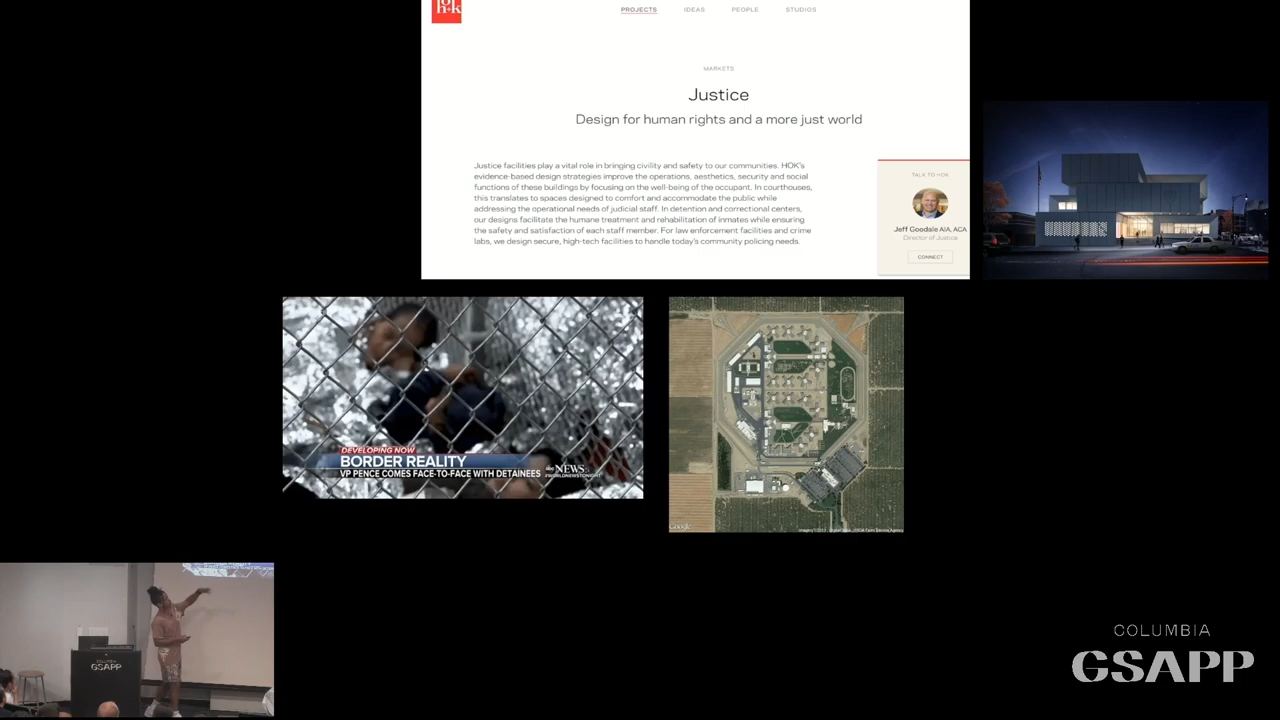 hok
PROJECTS IDEAS PEOPLE STUDIOS
MARKETS
Justice
Design for human rights and a more just world
Justice facilities play a vital role in bringing civility and safety to our communities. HOK's
evidence-based design strategies improve the operations, aesthetics, security and social
functions of these buildings by focusing on the well-being of the occupant. In courthouses,
this translates to spaces designed to comfort and accommodate the public while
addressing the operational needs of judicial staff. In detention and correctional centers,
our designs facilitate the humane treatment and rehabilitation of inmates while ensuring
the safety and satisfaction of each staff member. For law enforcement facilities and crime
labs, we design secure, high-tech facilities to handle today's community policing needs.
TALK TO HOK
Jeff Goodale AIA, ACA
Director of Justice
CONNECT
DEVELOPING NOW
BORDER REALITY
VP PENCE COMES FACE-TO-FACE WITH DETAINEES
abc NEWS
#WORLDNEWSTONIGHT
Google
COLUMBIA
GSAPP
COLUMBIA
GSAPP